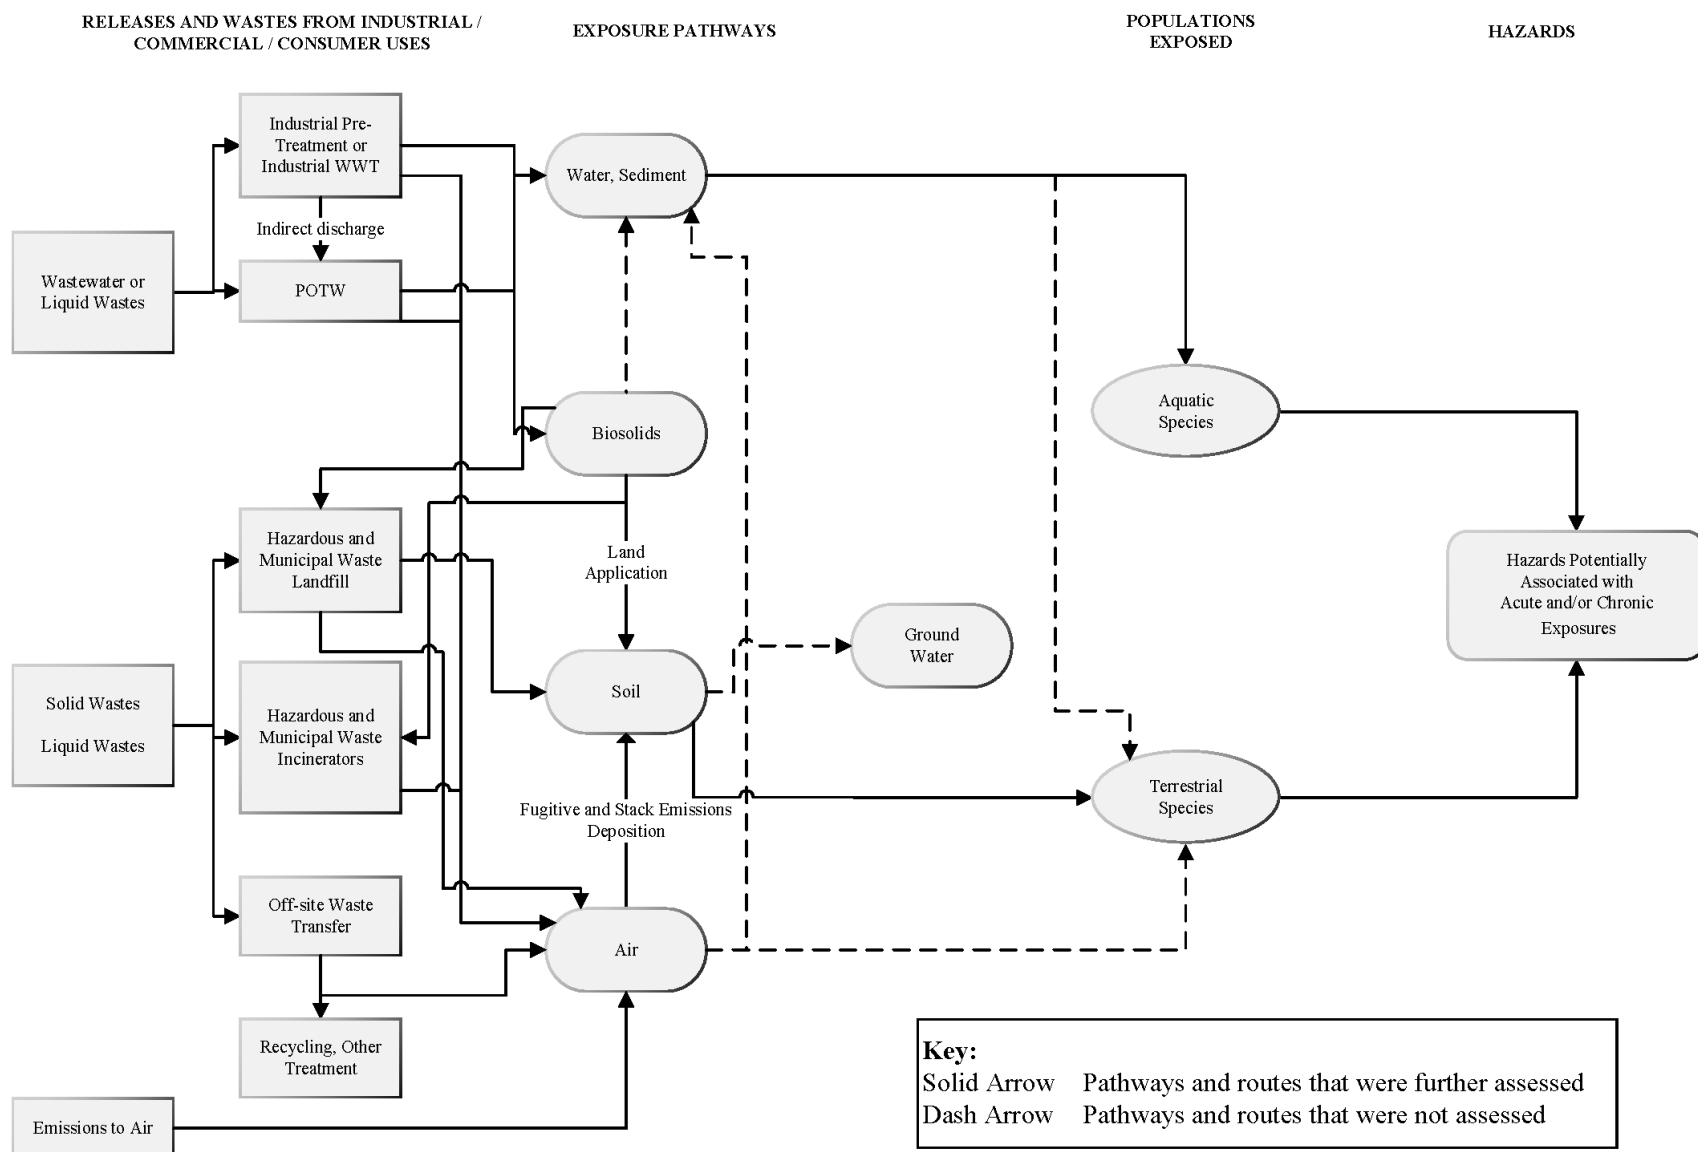 RELEASES AND WASTES FROM INDUSTRIAL /
COMMERCIAL / CONSUMER USES
EXPOSURE PATHWAYS
POPULATIONS
EXPOSED
HAZARDS
Industrial Pre-
Treatment or
Industrial WWT
Water, Sediment
Indirect discharge
Wastewater or
Liquid Wastes
POTW
Aquatic
Species
Biosolids
Hazardous and
Municipal Waste
Landfill
Land
Application
Hazards Potentially
Associated with
Acute and/or Chronic
Exposures
Ground
Water
Soil
Solid Wastes
Liquid Wastes
Hazardous and
Municipal Waste
Incinerators
Terrestrial
Species
Fugitive and Stack Emissions
Deposition
Off-site Waste
Transfer
Air
Recycling, Other
Treatment
Emissions to Air
Key:
Solid Arrow Pathways and routes that were further assessed
Dash Arrow Pathways and routes that were not assessed